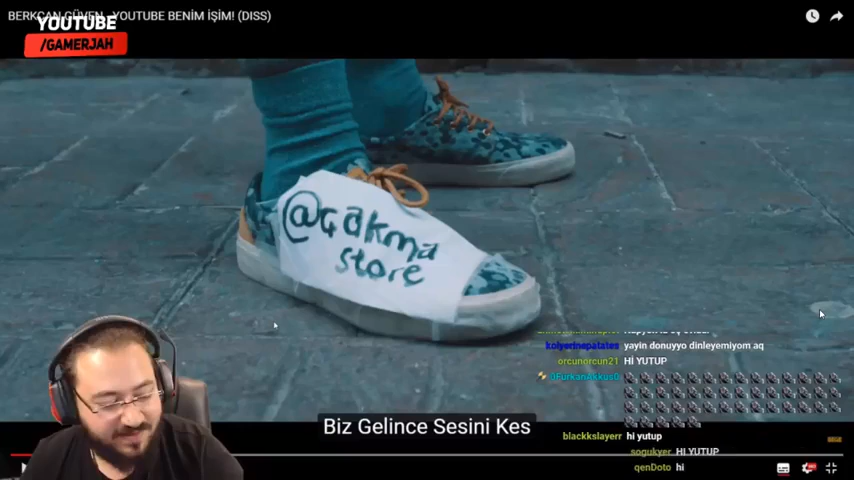 BERKCAN GÜVEN - YOUTUBE BENİM İŞİM! (DISS)
YOUTUBE
/GAMERJAH
@çakma
store
kolyerinepatates yayin donuyyo dinleyemiyom aq
orcunorcun21 Hİ YUTUP
0Furkanakkus0
Biz Gelince Sesini Kes
blackkslayerr hi yutup
sogukyer HI YUTUP
qenDoto hi